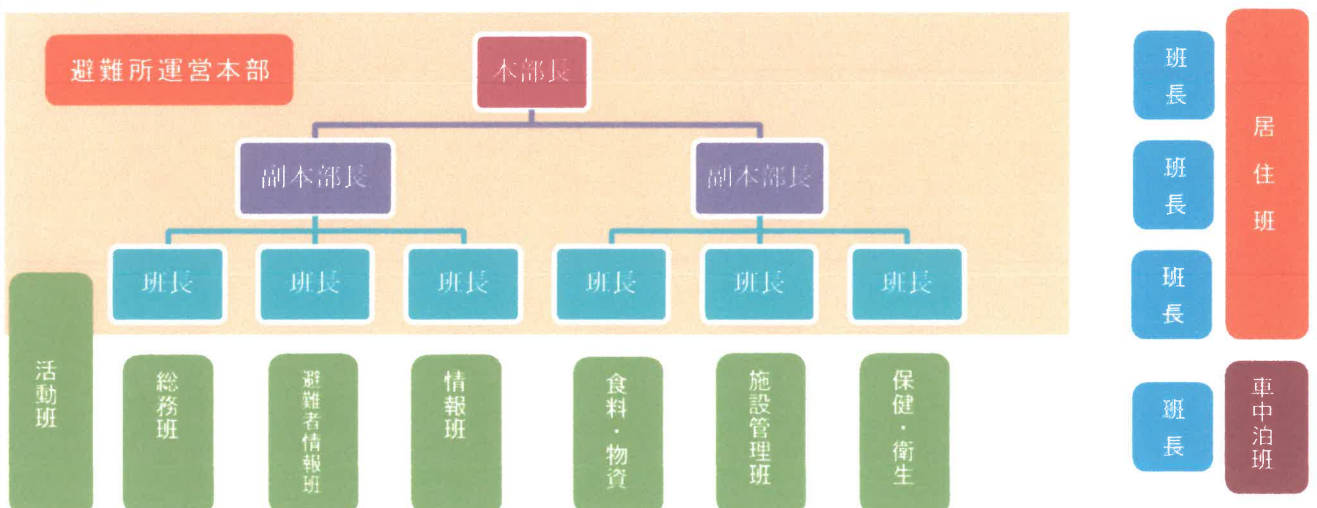 避難所運営本部
本部長
副本部長
副本部長
班長
班長
班長
班長
班長
班長
活動班
総務班
避難者情報班
情報班
食料・物資
施設管理班
保健・衛生
班長
班長
班長
居住班
班長
車中泊班